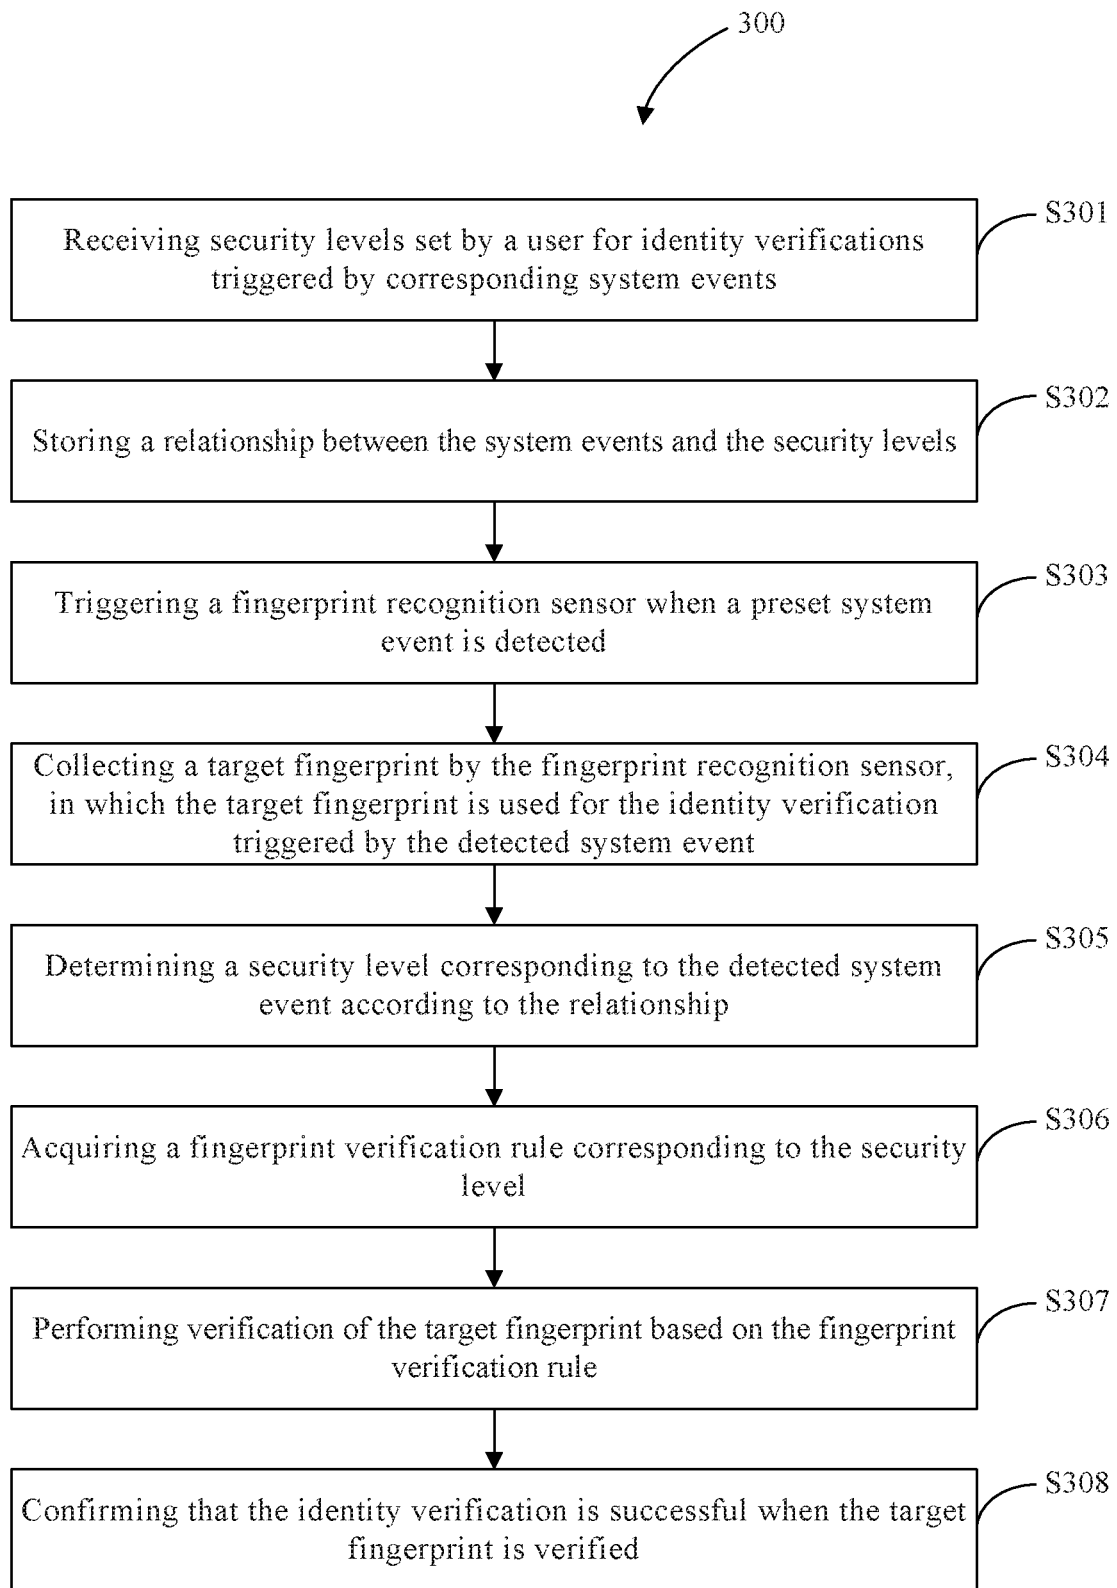 300
S301
Receiving security levels set by a user for identity verifications
triggered by corresponding system events
S302
Storing a relationship between the system events and the security levels
S303
Triggering a fingerprint recognition sensor when a preset system
event is detected
S304
Collecting a target fingerprint by the fingerprint recognition sensor,
in which the target fingerprint is used for the identity verification
triggered by the detected system event
S305
Determining a security level corresponding to the detected system
event according to the relationship
S306
Acquiring a fingerprint verification rule corresponding to the security
level
S307
Performing verification of the target fingerprint based on the fingerprint
verification rule
S308
Confirming that the identity verification is successful when the target
fingerprint is verified